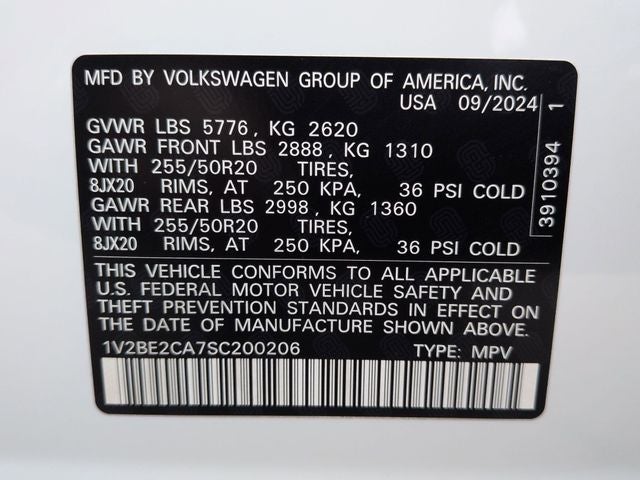 MFD BY VOLKSWAGEN GROUP OF AMERICA, INC.
USA 09/2024
GVWR LBS 5776, KG 2620
GAWR FRONT LBS 2888, KG 1310
WITH 255/50R20 TIRES,
8JX20 RIMS, AT 250 KPA, 36 PSI COLD
GAWR REAR LBS 2998, KG 1360
WITH 255/50R20 TIRES,
8JX20 RIMS, AT 250 KPA, 36 PSI COLD
THIS VEHICLE CONFORMS TO ALL APPLICABLE
U.S. FEDERAL MOTOR VEHICLE SAFETY AND
THEFT PREVENTION STANDARDS IN EFFECT ON
THE DATE OF MANUFACTURE SHOWN ABOVE.
1V2BE2CA7SC200206 TYPE: MPV
3910394 1